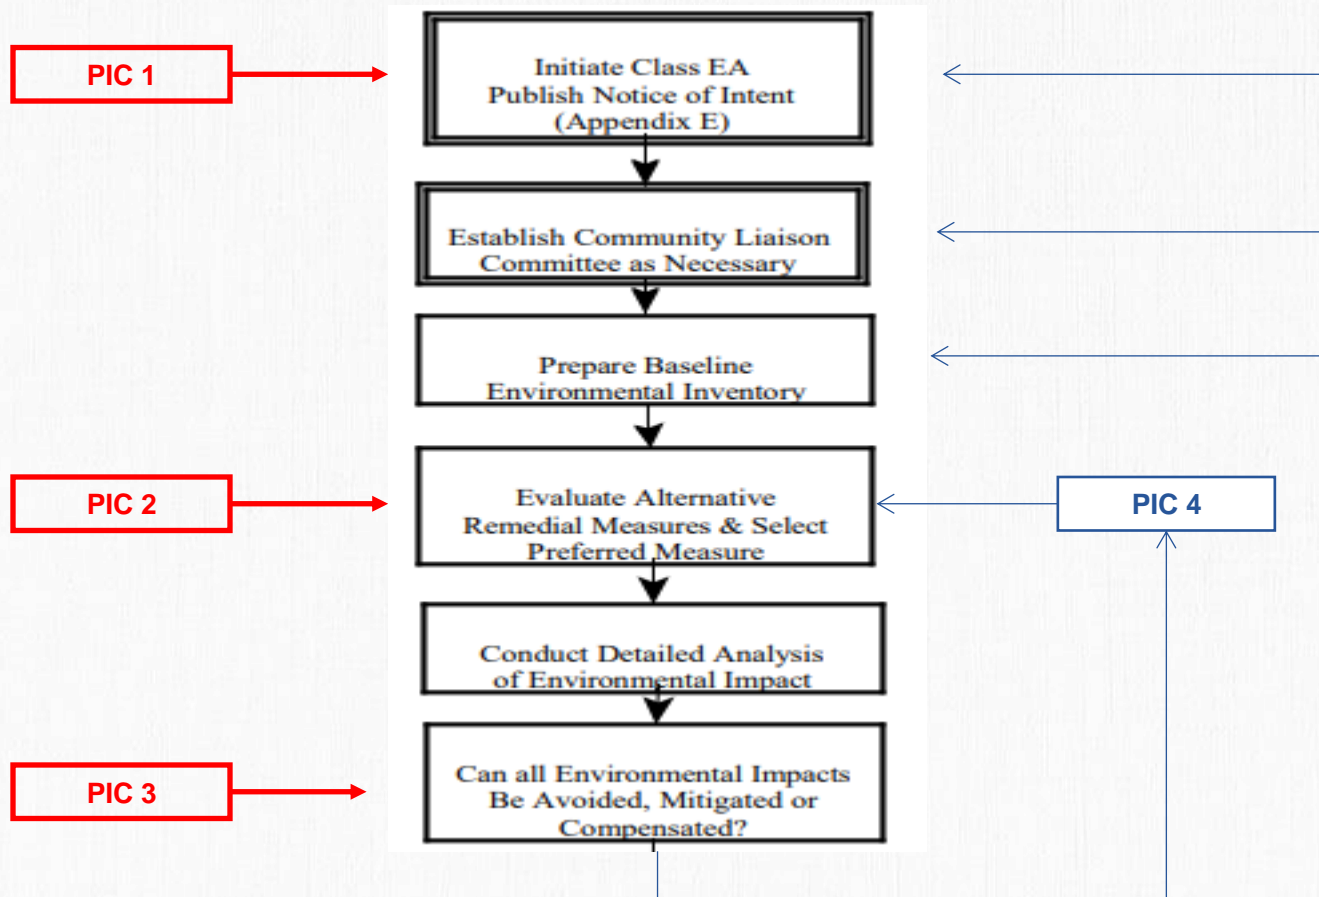 PIC 1
Initiate Class EA
Publish Notice of Intent
(Appendix E)
Establish Community Liaison
Committee as Necessary
Prepare Baseline
Environmental Inventory
PIC 2
Evaluate Alternative
Remedial Measures & Select
Preferred Measure
PIC 4
Conduct Detailed Analysis
of Environmental Impact
PIC 3
Can all Environmental Impacts
Be Avoided, Mitigated or
Compensated?